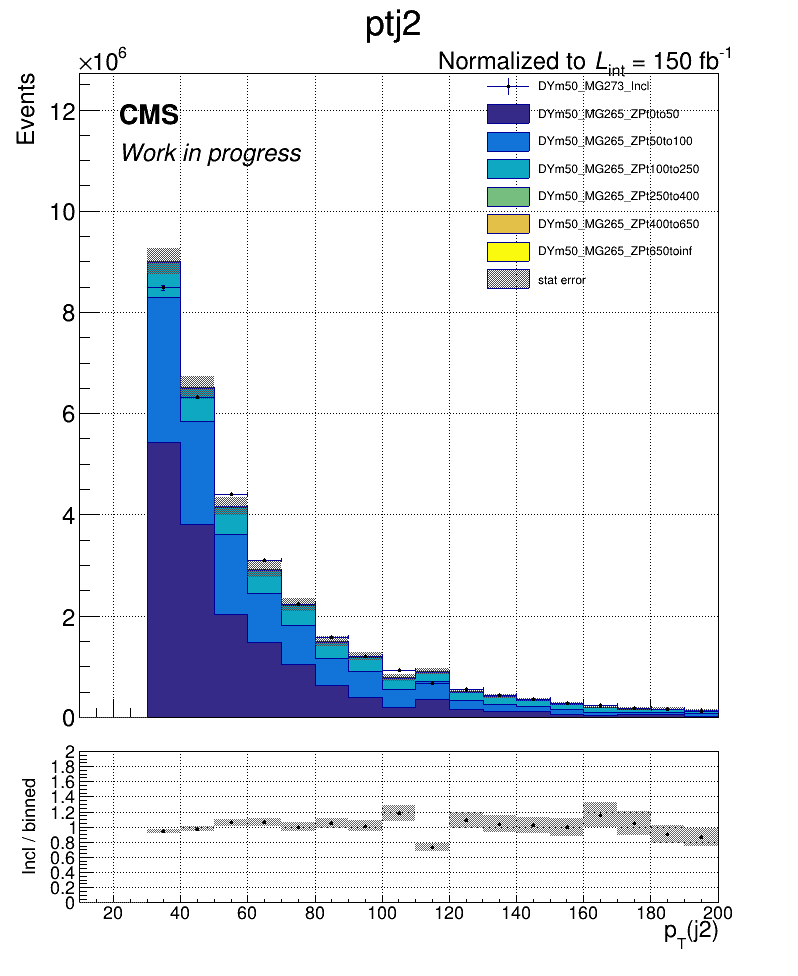 ptj2
×10⁶
Normalized to L_int = 150 fb⁻¹
Events
CMS
Work in progress
DYm50_MG273_Incl
DYm50_MG265_ZPt0to50
DYm50_MG265_ZPt50to100
DYm50_MG265_ZPt100to250
DYm50_MG265_ZPt250to400
DYm50_MG265_ZPt400to650
DYm50_MG265_ZPt650toinf
stat error
12
10
8
6
4
2
0
Incl / binned
2
1.8
1.6
1.4
1.2
1
0.8
0.6
0.4
0.2
0
20 40 60 80 100 120 140 160 180 200
p_T(j2)